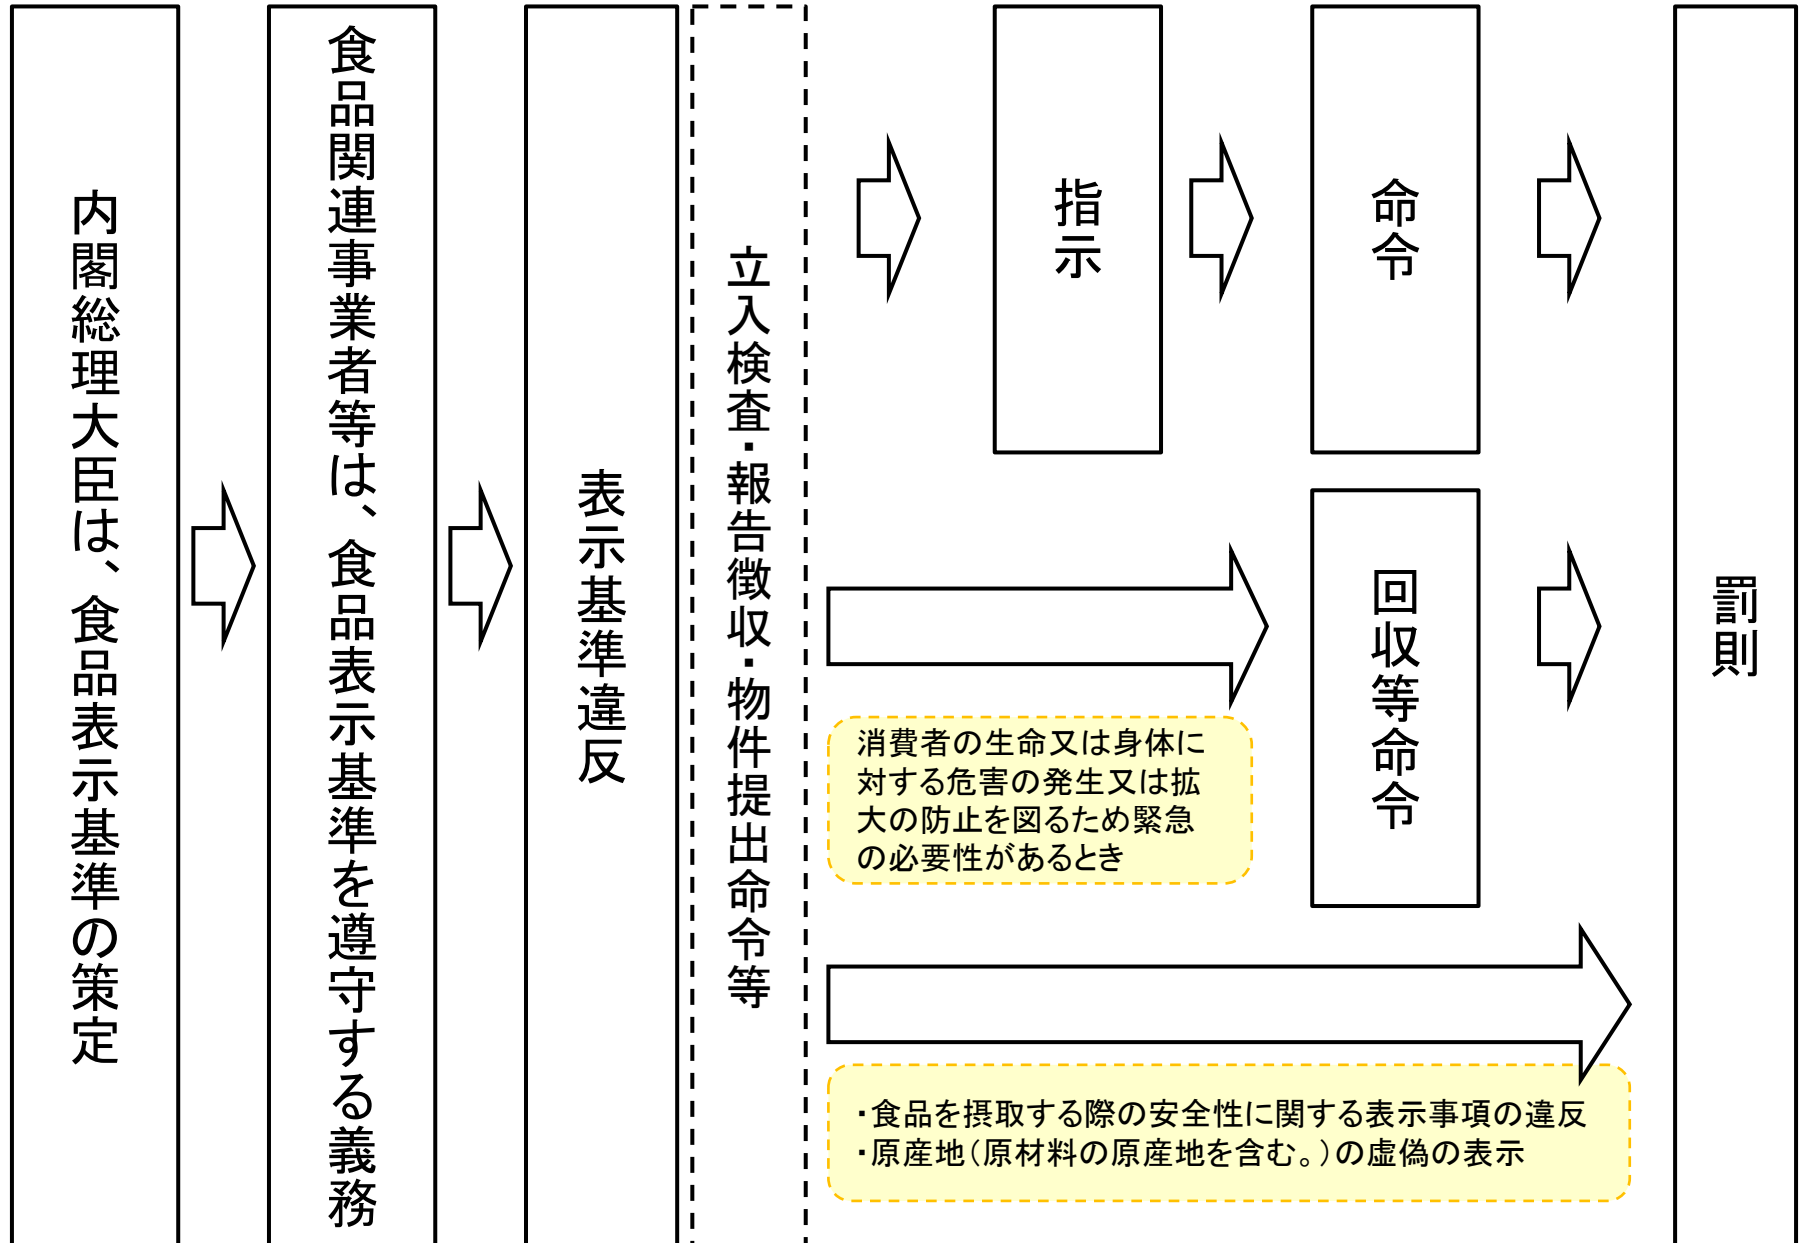 内閣総理大臣は、食品表示基準の策定
食品関連事業者等は、食品表示基準を遵守する義務
表示基準違反
立入検査・報告徴収・物件提出命令等
指示
命令
回収等命令
消費者の生命又は身体に
対する危害の発生又は拡
大の防止を図るため緊急
の必要性があるとき
・食品を摂取する際の安全性に関する表示事項の違反
・原産地（原材料の原産地を含む。）の虚偽の表示
罰則